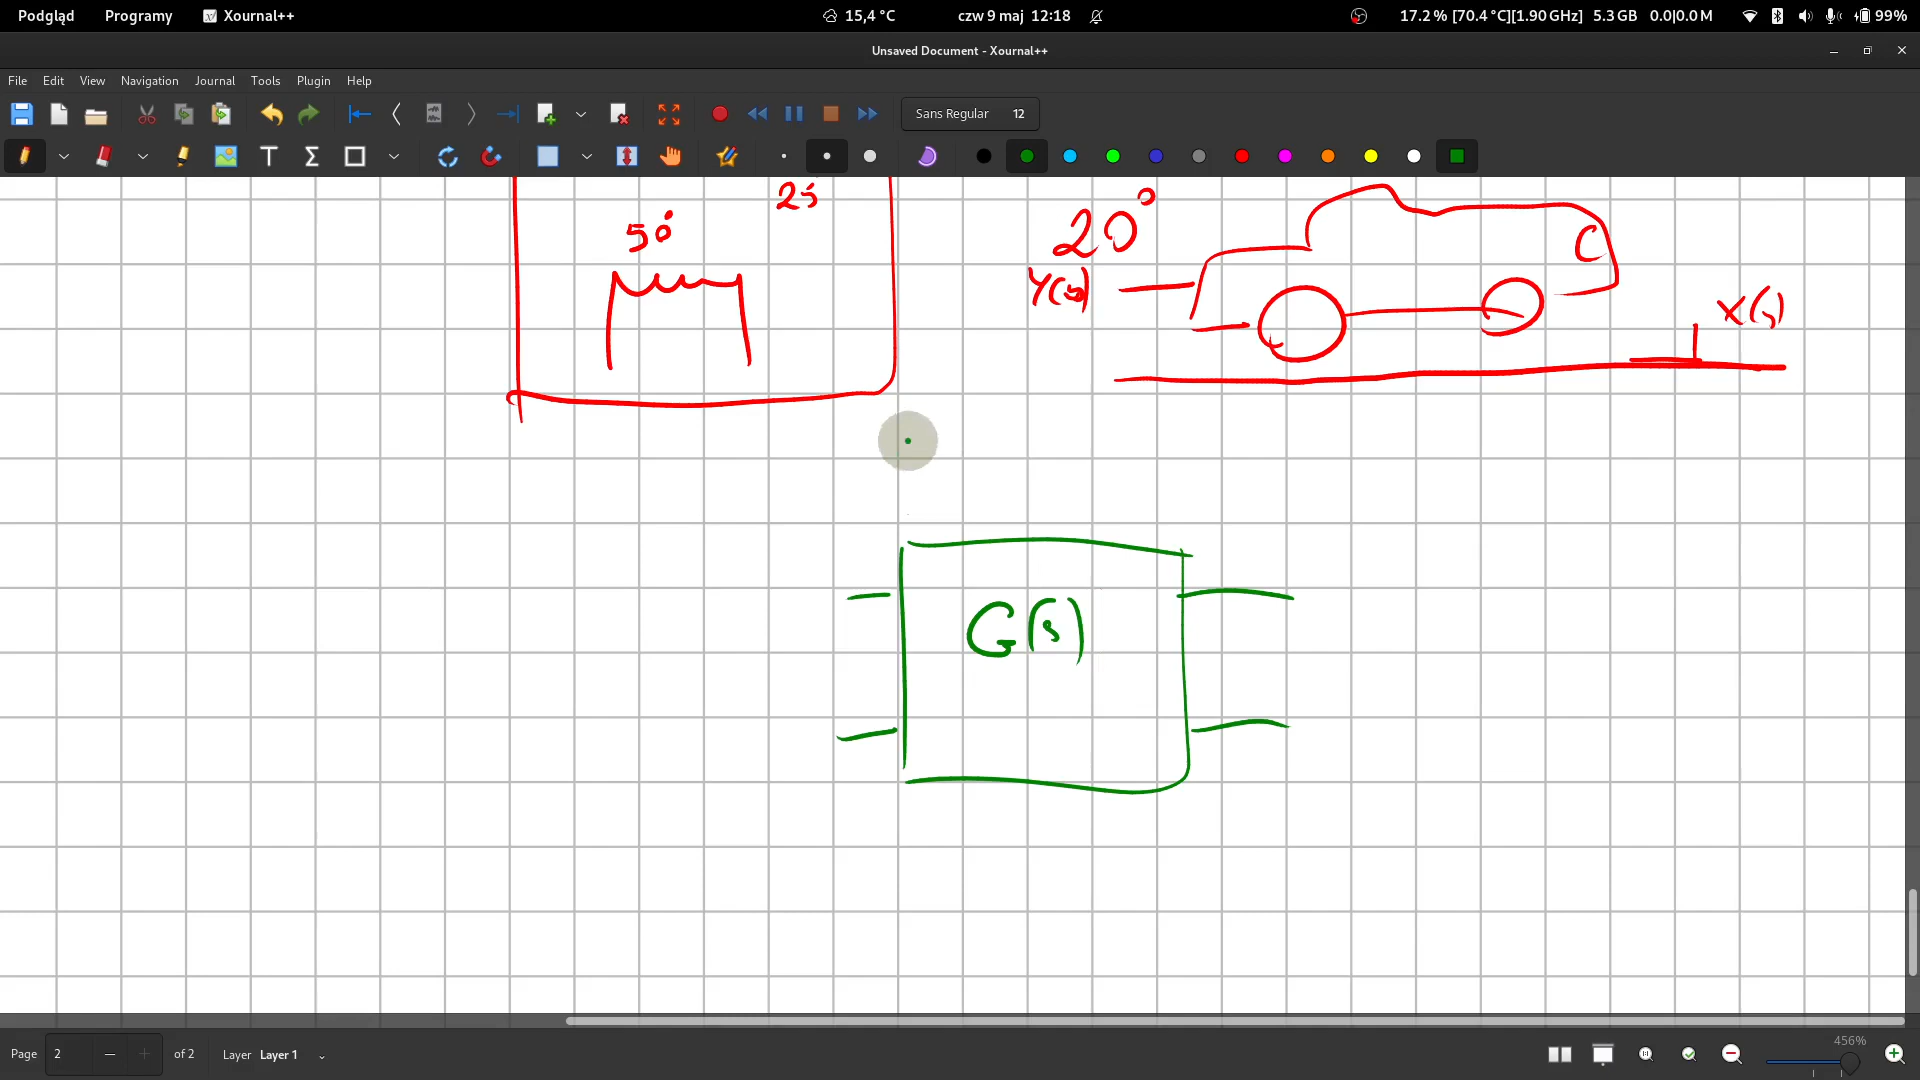 Podgląd Programy Xournal++ 15,4 °C czw 9 maj 12:18 17.2 % [70.4 °C][1.90 GHz] 5.3 GB 0.0|0.0 M 99%
Unsaved Document - Xournal++
File Edit View Navigation Journal Tools Plugin Help
Sans Regular 12
T Σ
25
50°
20°
Y(s)
C
X(s)
G(s)
Page 2 of 2 Layer Layer 1 456%